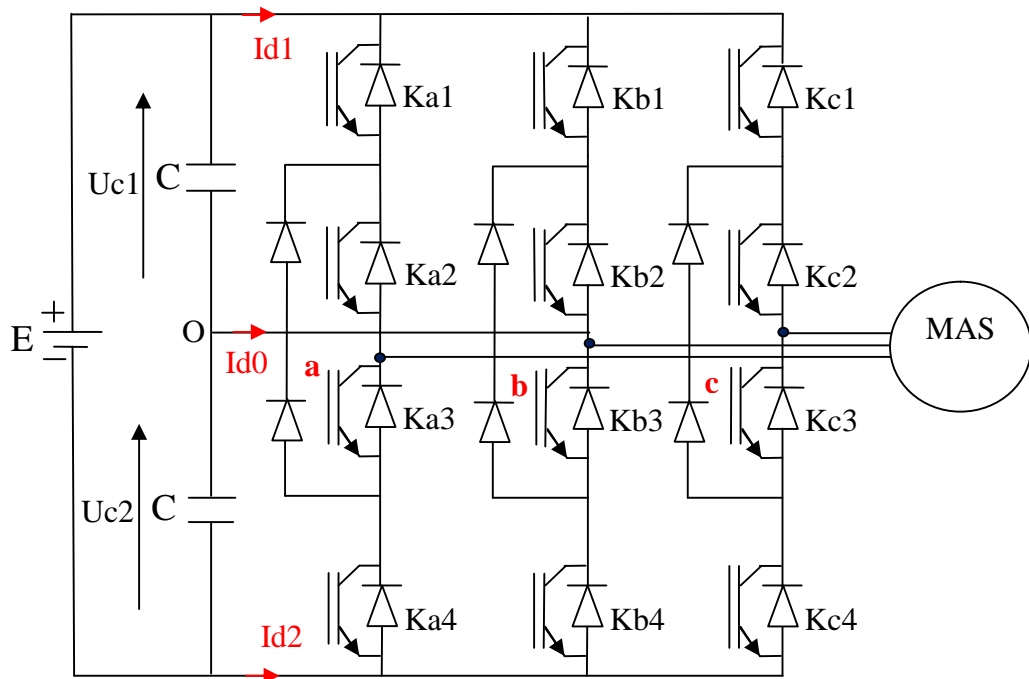 Id1
Ka1
Kb1
Kc1
Uc1
C
Ka2
Kb2
Kc2
+
E
−
O
Id0
MAS
a
b
c
Ka3
Kb3
Kc3
Uc2
C
Ka4
Kb4
Kc4
Id2